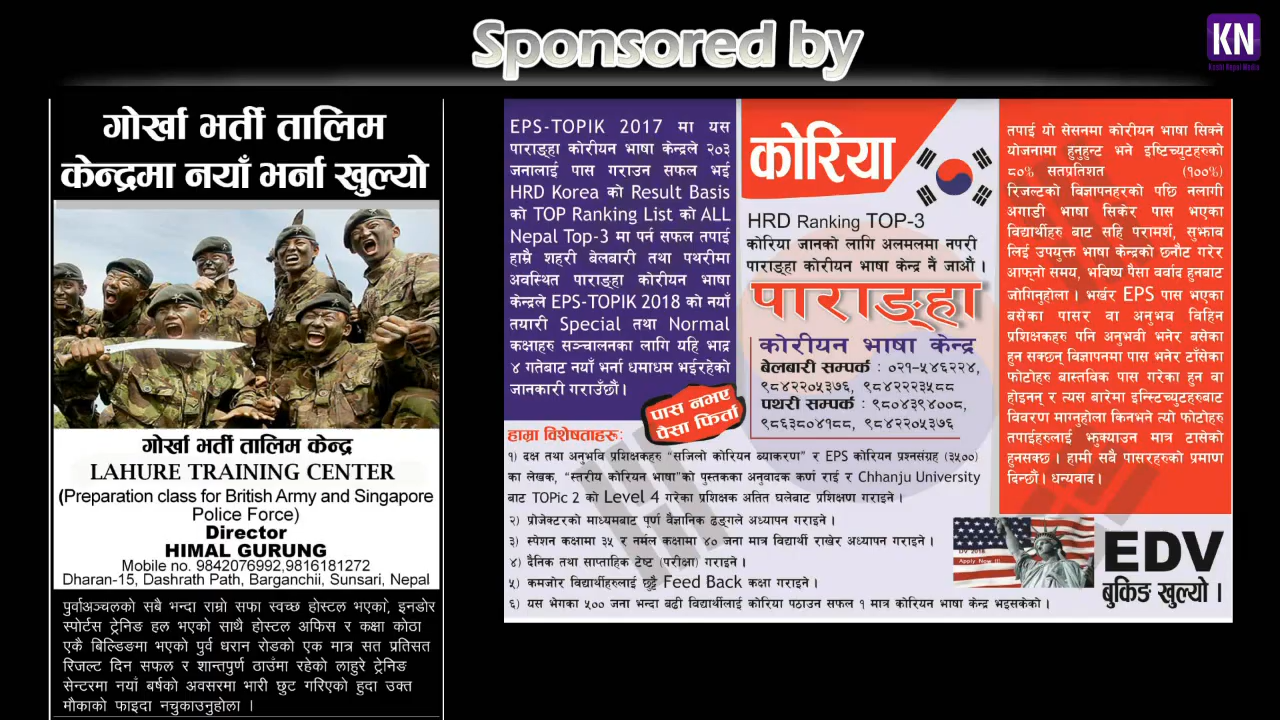 Sponsored by
KN
Koshi Nepal Media
गोर्खा भर्ती तालिम
केन्द्रमा नयाँ भर्ना खुल्यो
गोर्खा भर्ती तालिम केन्द्र
LAHURE TRAINING CENTER
(Preparation class for British Army and Singapore
Police Force)
Director
HIMAL GURUNG
Mobile no. 9842076992,9816181272
Dharan-15, Dashrath Path, Barganchii, Sunsari, Nepal
पुर्वाञ्चलको सबै भन्दा राम्रो सफा स्वच्छ होस्टल भएको, इनडोर
स्पोर्टस ट्रेनिङ हल भएको साथै होस्टल अफिस र कक्षा कोठा
एकै बिल्डिङमा भएको पुर्व धरान रोडको एक मात्र सत प्रतिसत
रिजल्ट दिन सफल र शान्तपुर्ण ठाउँमा रहेको लाहुरे ट्रेनिङ
सेन्टरमा नयाँ बर्षको अवसरमा भारी छुट गरिएको हुदा उक्त
मौकाको फाइदा नचुकाउनुहोला ।
EPS-TOPIK 2017 मा यस
पाराङ्हा कोरीयन भाषा केन्द्रले २०३
जनालाई पास गराउन सफल भई
HRD Korea को Result Basis
को TOP Ranking List को ALL
Nepal Top-3 मा पर्न सफल तपाई
हाम्रै शहरी बेलबारी तथा पथरीमा
अवस्थित पाराङ्हा कोरीयन भाषा
केन्द्रले EPS-TOPIK 2018 को नयाँ
तयारी Special तथा Normal
कक्षाहरु सञ्चालनका लागि यहि भाद्र
४ गतेबाट नयाँ भर्ना धमाधम भईरहेको
जानकारी गराउँछौं।
कोरिया
HRD Ranking TOP-3
कोरिया जानको लागि अलमलमा नपरी
पाराङ्हा कोरीयन भाषा केन्द्र नै जाऔं ।
पाराङ्हा
कोरीयन भाषा केन्द्र
बेलबारी सम्पर्क : ०२१–५४६२२४,
९८४२२०५३७६, ९८४२२२३५८८
पथरी सम्पर्क : ९८०४३९४००८,
९८६३८०४१८८, ९८४२२०५३७६
पास नभए
पैसा फिर्ता
तपाई यो सेसनमा कोरीयन भाषा सिक्ने
योजनामा हुनुहुन्ट भने इष्टिच्युटहरुको
८०% सतप्रतिशत (१००%)
रिजल्टको विज्ञापनहरको पछि नलागी
अगाडी भाषा सिकेर पास भएका
विद्यार्थीहरु बाट सहि परामर्श, सुझाव
लिई उपयुक्त भाषा केन्द्रको छनौट गरेर
आफ्नो समय, भविष्य पैसा वर्वाद हुनबाट
जोगिनुहोला । भर्खर EPS पास भएका
बसेका पासर वा अनुभव विहिन
प्रशिक्षकहरु पनि अनुभवी भनेर बसेका
हुन सक्छन् विज्ञापनमा पास भनेर टाँसेका
फोटोहरु बास्तविक पास गरेका हुन वा
होइनन् र त्यस बारेमा इन्स्टिच्युटहरुबाट
विवरण माग्नुहोला किनभने त्यो फोटोहरु
तपाईहरुलाई झुक्याउन मात्र टासेको
हुनसक्छ । हामी सबै पासरहरुको प्रमाण
दिन्छौं। धन्यवाद।
हाम्रा विशेषताहरुः
१) दक्ष तथा अनुभवि प्रशिक्षकहरु "सजिलो कोरियन ब्याकरण" र EPS कोरियन प्रश्नसंग्रह (३५००)
का लेखक, "स्तरीय कोरियन भाषा"को पुस्तकका अनुवादक कर्ण राई र Chhanju University
बाट TOPic 2 को Level 4 गरेका प्रशिक्षक अतित घलेबाट प्रशिक्षण गराइने।
२) प्रोजेक्टरको माध्यमबाट पूर्ण वैज्ञानिक ढङ्गले अध्यापन गराइने।
३) स्पेशन कक्षामा ३५ र नर्मल कक्षामा ४० जना मात्र विद्यार्थी राखेर अध्यापन गराइने।
४) दैनिक तथा साप्ताहिक टेष्ट (परीक्षा) गराइने।
५) कमजोर विद्यार्थीहरुलाई छुट्टै Feed Back कक्षा गराइने।
६) यस भेगका ५०० जना भन्दा बढी विद्यार्थीलाई कोरिया पठाउन सफल १ मात्र कोरियन भाषा केन्द्र भइसकेको।
DV 2018
Apply Now !!!
EDV
बुकिङ खुल्यो ।